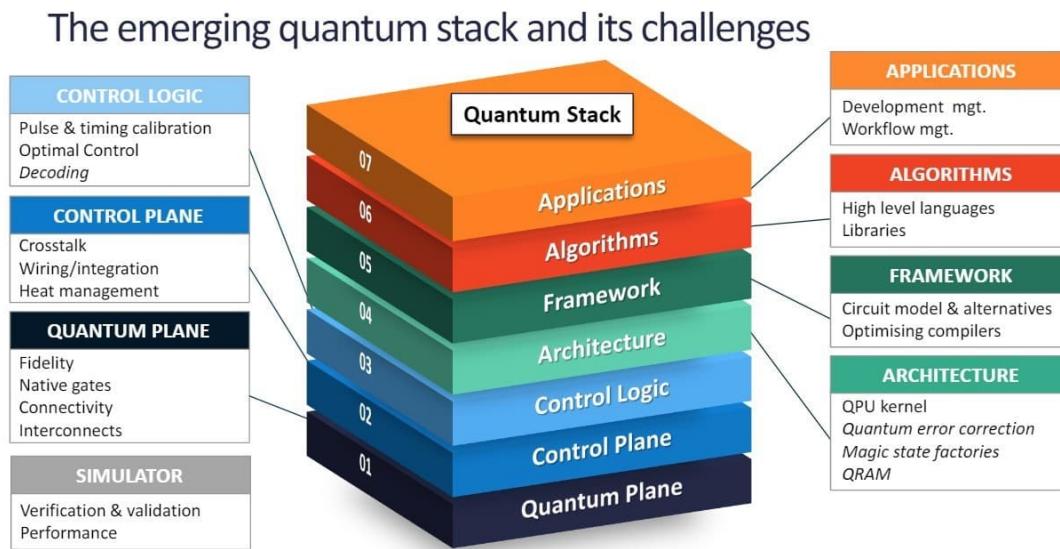 The emerging quantum stack and its challenges
CONTROL LOGIC
Pulse & timing calibration
Optimal Control
Decoding
CONTROL PLANE
Crosstalk
Wiring/integration
Heat management
QUANTUM PLANE
Fidelity
Native gates
Connectivity
Interconnects
SIMULATOR
Verification & validation
Performance
Quantum Stack
07
Applications
06
Algorithms
05
Framework
04
Architecture
03
Control Logic
02
Control Plane
01
Quantum Plane
APPLICATIONS
Development mgt.
Workflow mgt.
ALGORITHMS
High level languages
Libraries
FRAMEWORK
Circuit model & alternatives
Optimising compilers
ARCHITECTURE
QPU kernel
Quantum error correction
Magic state factories
QRAM